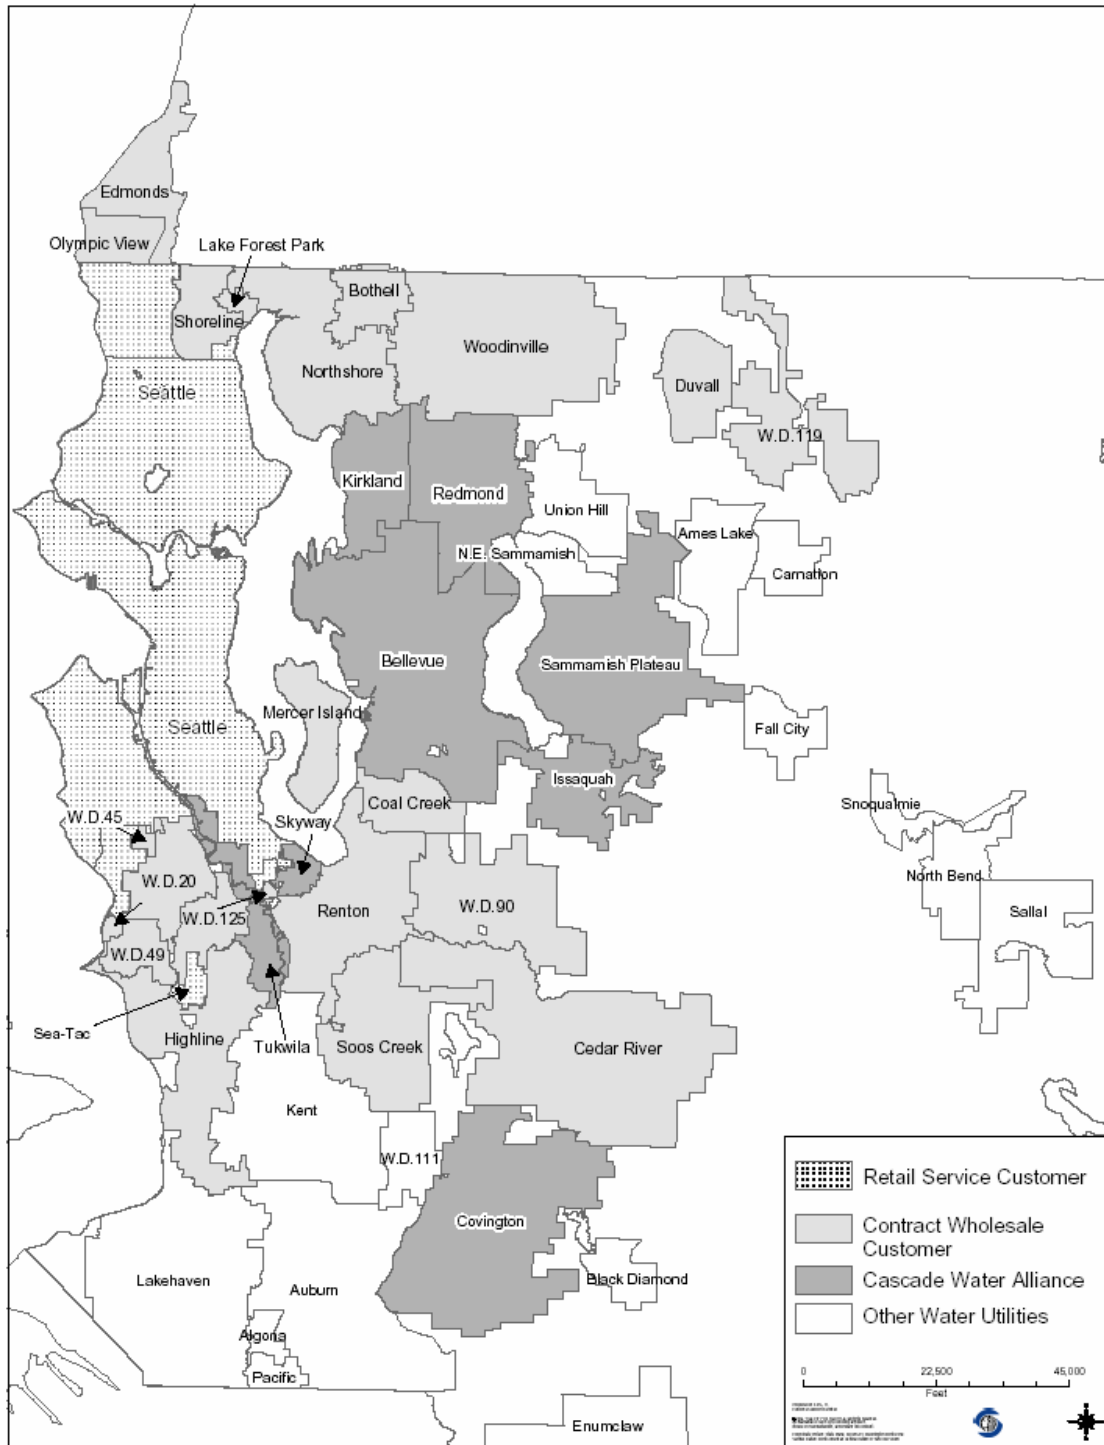 Edmonds
Olympic View
Lake Forest Park
Bothell
Shoreline
Woodinville
Northshore
Duvall
Seattle
W.D.119
Kirkland
Redmond
Union Hill
Ames Lake
N.E. Sammamish
Carnation
Bellevue
Sammamish Plateau
Mercer Island
Seattle
Fall City
Issaquah
Coal Creek
Snoqualmie
W.D.45
Skyway
W.D.20
North Bend
W.D.125
Renton
W.D.90
Sallal
W.D.49
Sea-Tac
Highline
Tukwila
Soos Creek
Cedar River
Kent
W.D.111
Covington
Lakehaven
Auburn
Black Diamond
Algona
Pacific
Enumclaw
Retail Service Customer
Contract Wholesale
Customer
Cascade Water Alliance
Other Water Utilities
0 22,500 45,000
Feet